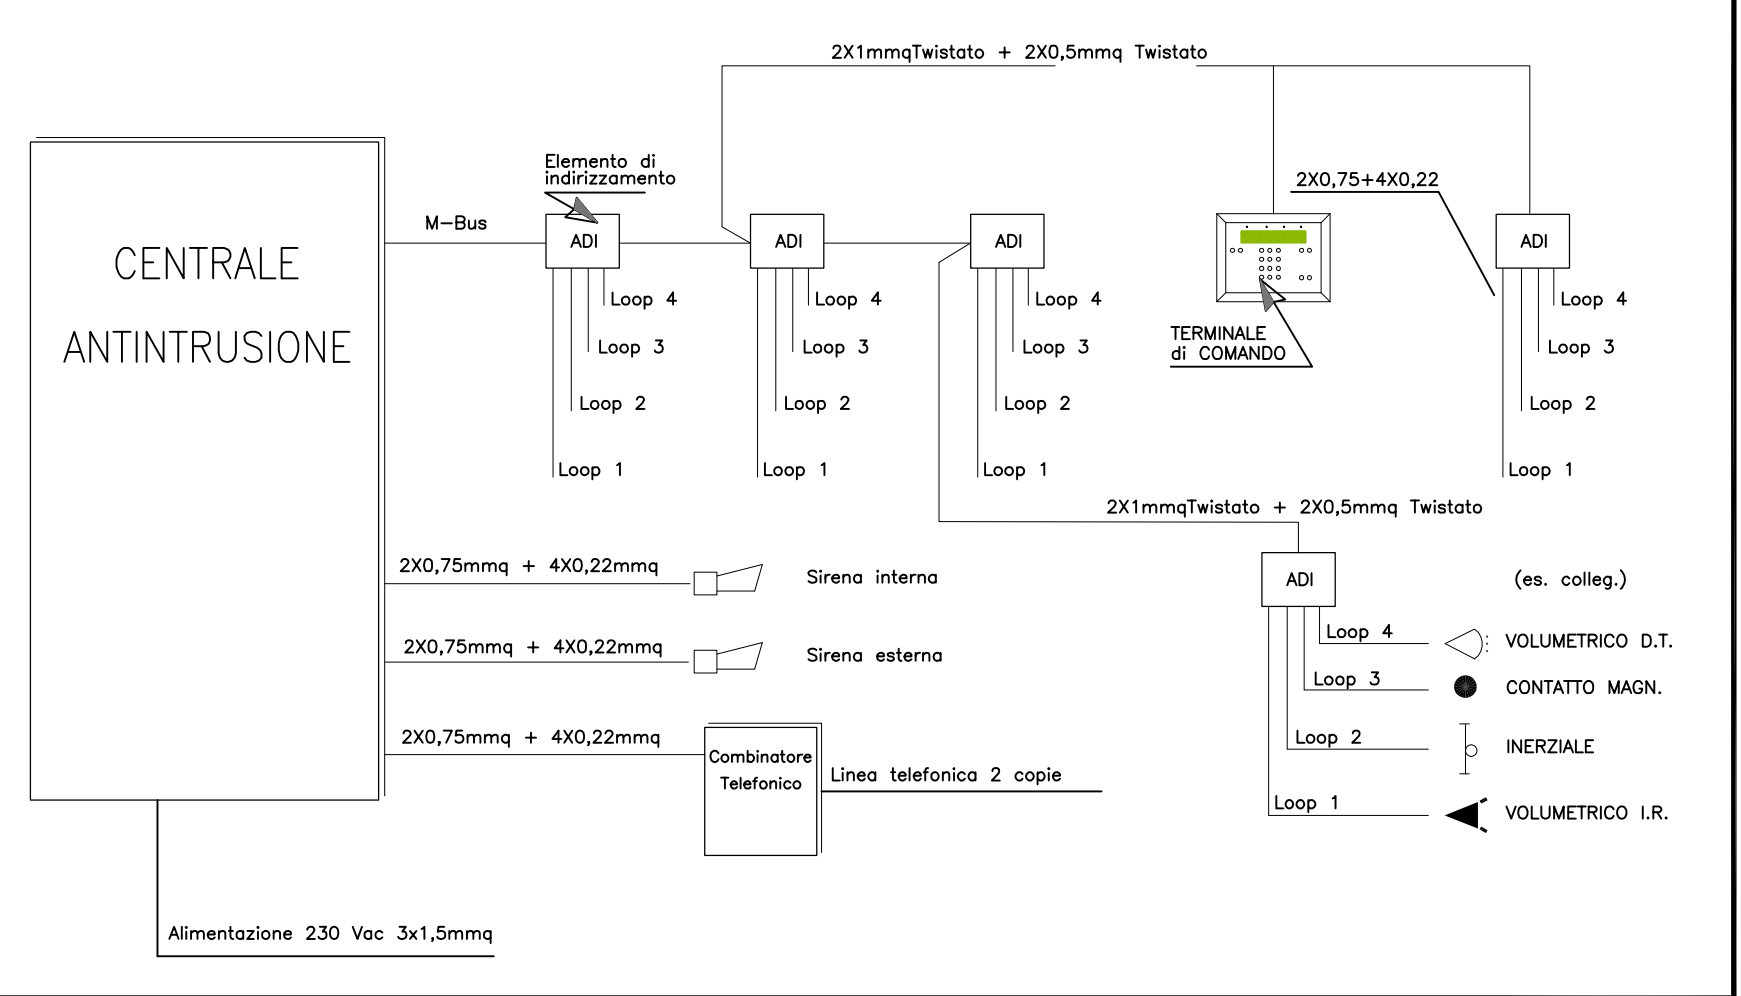 2X1mmqTwistato + 2X0,5mmq Twistato
Elemento di
indirizzamento
2X0,75+4X0,22
M-Bus
ADI
ADI
ADI
ADI
CENTRALE
ANTINTRUSIONE
Loop 4
Loop 4
Loop 4
Loop 4
TERMINALE
di COMANDO
Loop 3
Loop 3
Loop 3
Loop 3
Loop 2
Loop 2
Loop 2
Loop 2
Loop 1
Loop 1
Loop 1
Loop 1
2X1mmqTwistato + 2X0,5mmq Twistato
2X0,75mmq + 4X0,22mmq
Sirena interna
ADI
(es. colleg.)
2X0,75mmq + 4X0,22mmq
Sirena esterna
Loop 4
VOLUMETRICO D.T.
Loop 3
CONTATTO MAGN.
2X0,75mmq + 4X0,22mmq
Combinatore
Telefonico
Linea telefonica 2 copie
Loop 2
INERZIALE
Loop 1
VOLUMETRICO I.R.
Alimentazione 230 Vac 3x1,5mmq